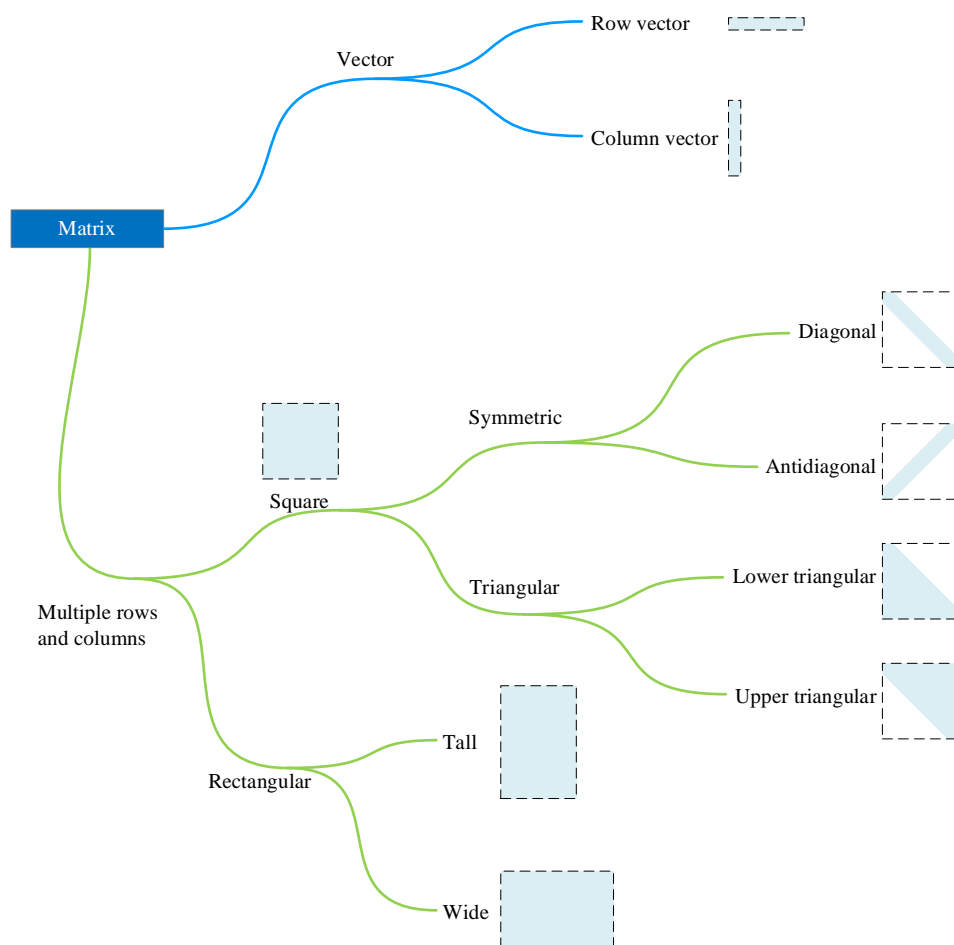 Row vector
Vector
Column vector
Matrix
Diagonal
Symmetric
Antidiagonal
Square
Lower triangular
Triangular
Multiple rows
and columns
Upper triangular
Tall
Rectangular
Wide